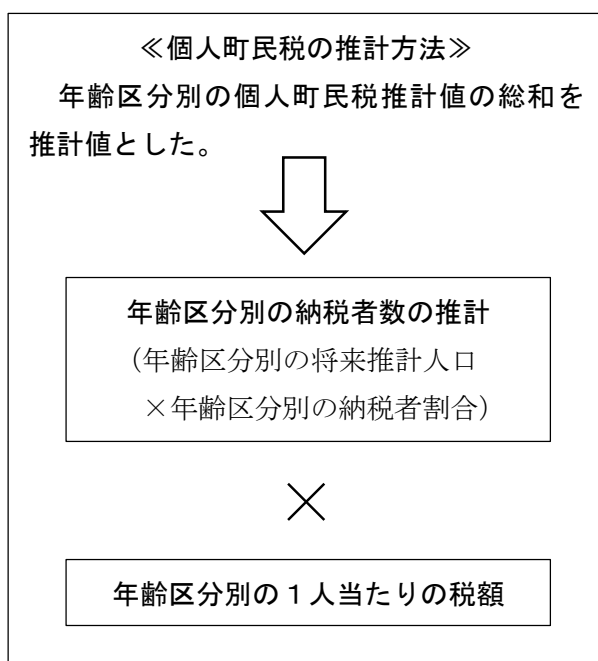 ≪個人町民税の推計方法≫
年齢区分別の個人町民税推計値の総和を
推計値とした。
年齢区分別の納税者数の推計
（年齢区分別の将来推計人口
×年齢区分別の納税者割合）
×
年齢区分別の１人当たりの税額